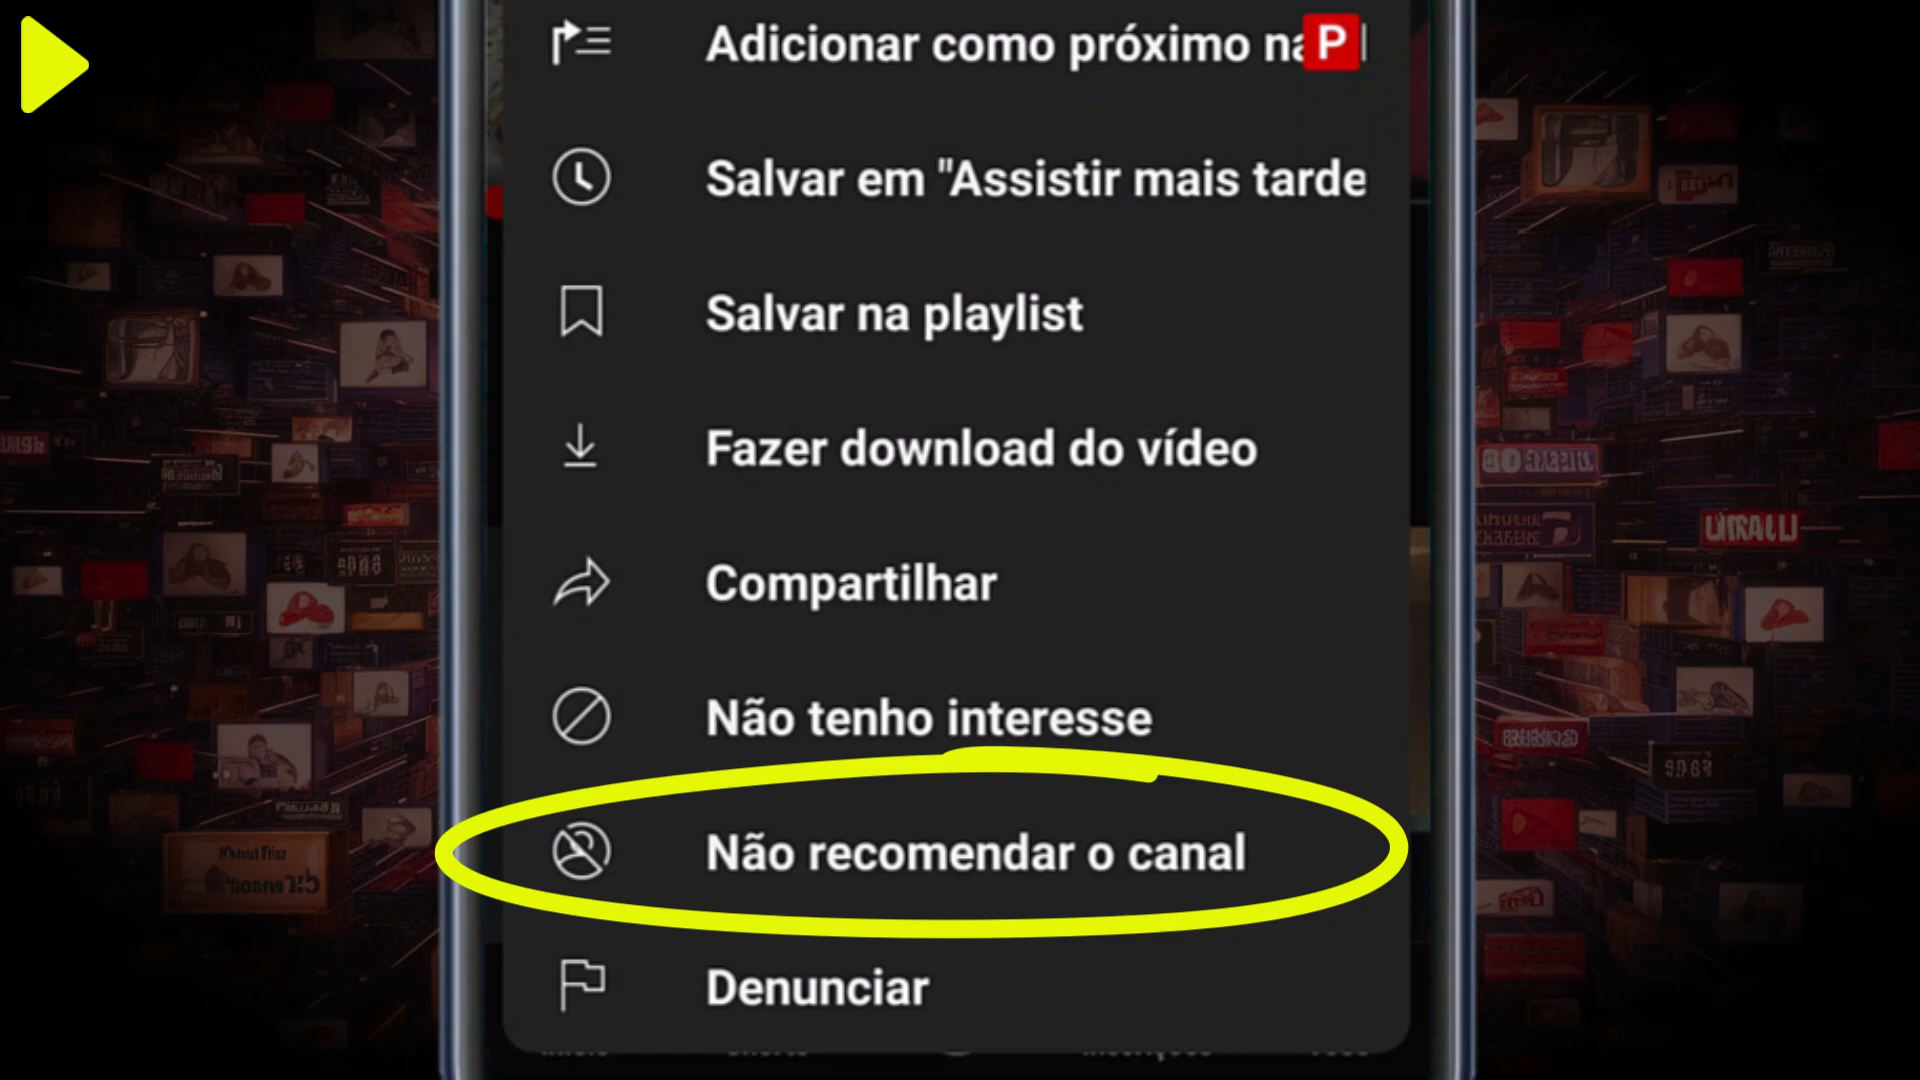 Adicionar como próximo na P
Salvar em "Assistir mais tarde
Salvar na playlist
Fazer download do vídeo
Compartilhar
Não tenho interesse
Não recomendar o canal
Denunciar